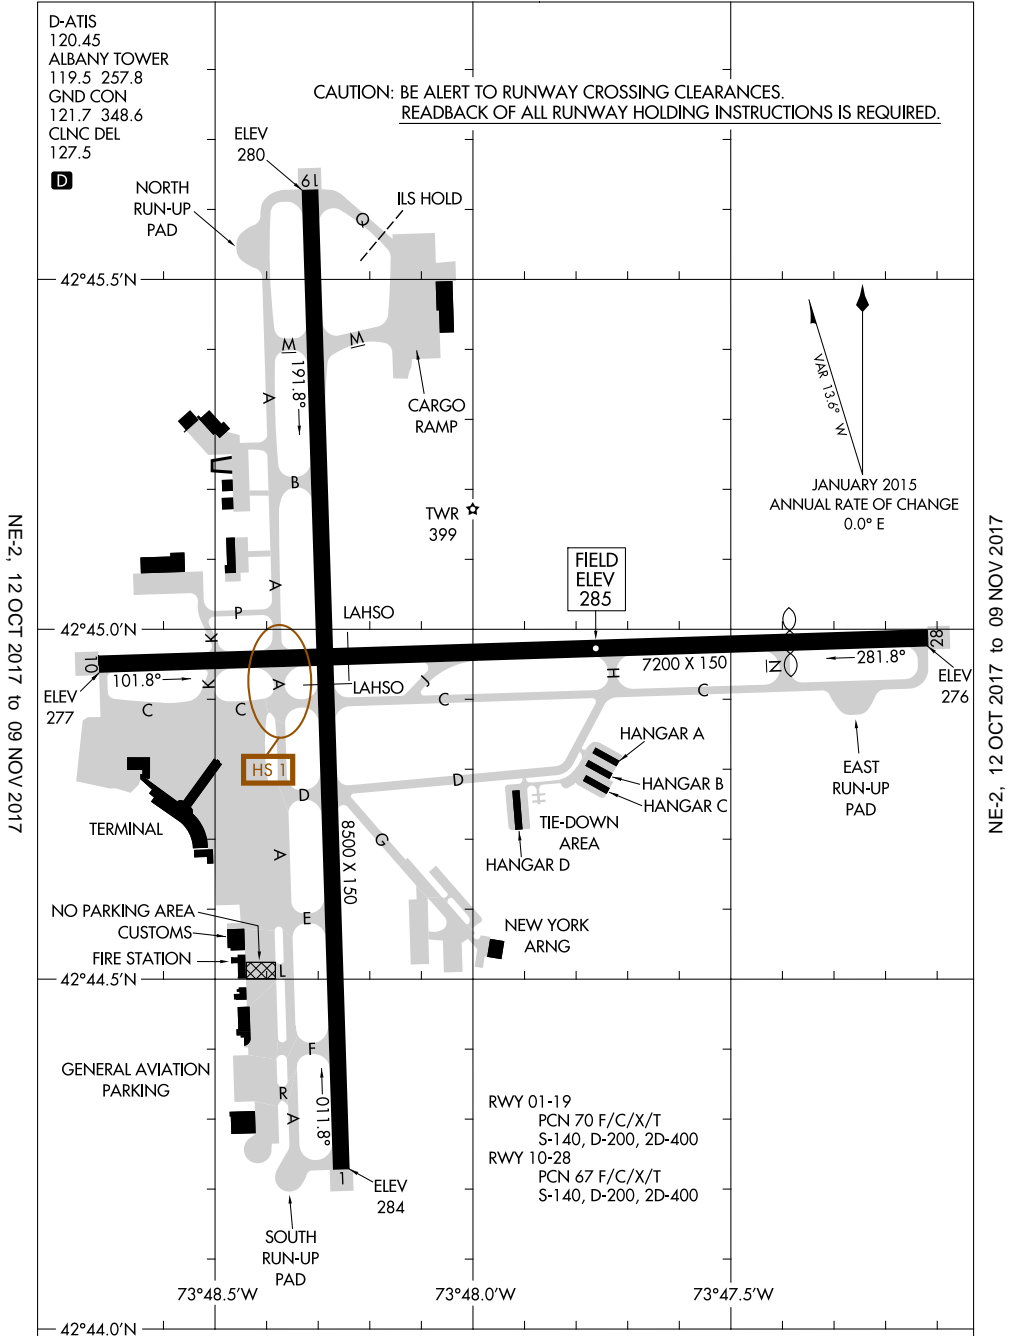 D-ATIS
120.45
ALBANY TOWER
119.5 257.8
GND CON
121.7 348.6
CLNC DEL
127.5
D
CAUTION: BE ALERT TO RUNWAY CROSSING CLEARANCES.
READBACK OF ALL RUNWAY HOLDING INSTRUCTIONS IS REQUIRED.
ELEV
280
19
NORTH
RUN-UP
PAD
ILS HOLD
Q
42°45.5'N
M
M
191.8°
A
CARGO
RAMP
VAR 13.6° W
JANUARY 2015
ANNUAL RATE OF CHANGE
0.0° E
B
TWR
399
FIELD
ELEV
285
A
P
LAHSO
42°45.0'N
K
10
28
101.8°
K
A
LAHSO
J
H
7200 X 150
N
281.8°
ELEV
277
ELEV
276
C
C
C
C
HS 1
HANGAR A
HANGAR B
HANGAR C
D
D
EAST
RUN-UP
PAD
TERMINAL
A
8500 X 150
G
TIE-DOWN
AREA
HANGAR D
NO PARKING AREA
CUSTOMS
FIRE STATION
E
NEW YORK
ARNG
L
42°44.5'N
F
GENERAL AVIATION
PARKING
R
A
011.8°
RWY 01-19
PCN 70 F/C/X/T
S-140, D-200, 2D-400
RWY 10-28
PCN 67 F/C/X/T
S-140, D-200, 2D-400
1
ELEV
284
SOUTH
RUN-UP
PAD
73°48.5'W
73°48.0'W
73°47.5'W
42°44.0'N
NE-2, 12 OCT 2017 to 09 NOV 2017
NE-2, 12 OCT 2017 to 09 NOV 2017